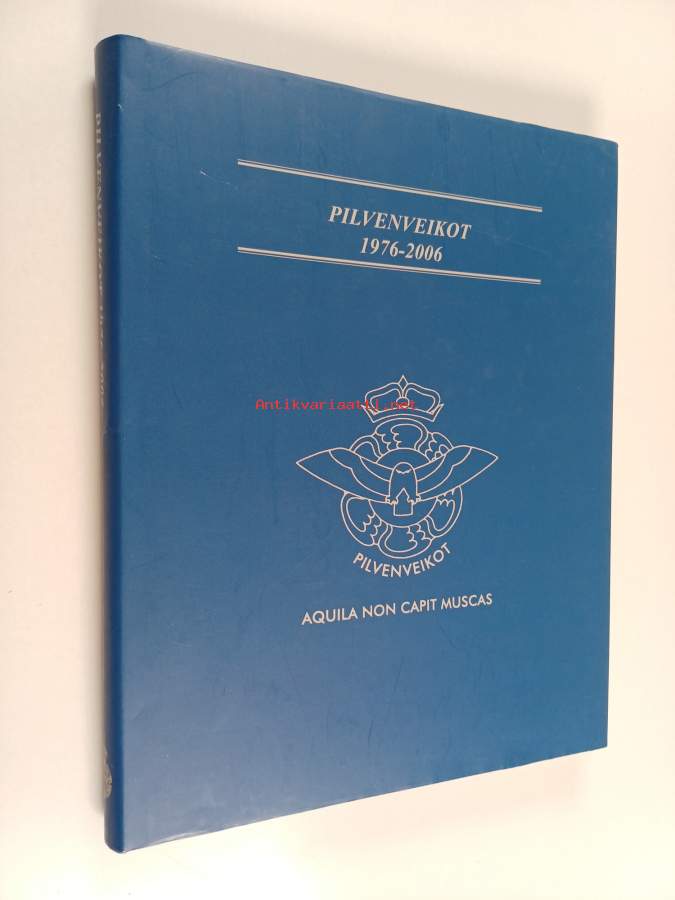 PILVENVEIKOT
1976-2006
Antikvariaatti.net
PILVENVEIKOT
AQUILA NON CAPIT MUSCAS
PILVENVEIKOT 1976-2006